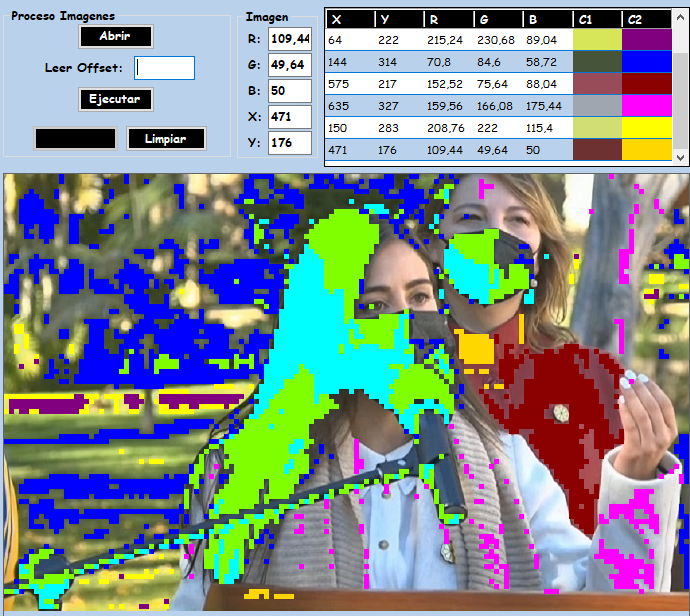 Proceso Imagenes
Abrir
Leer Offset:
Ejecutar
Limpiar
Imagen
R: 109,44
G: 49,64
B: 50
X: 471
Y: 176
X Y R G B C1 C2
64 222 215,24 230,68 89,04
144 314 70,8 84,6 58,72
575 217 152,52 75,64 88,04
635 327 159,56 166,08 175,44
150 283 208,76 222 115,4
471 176 109,44 49,64 50